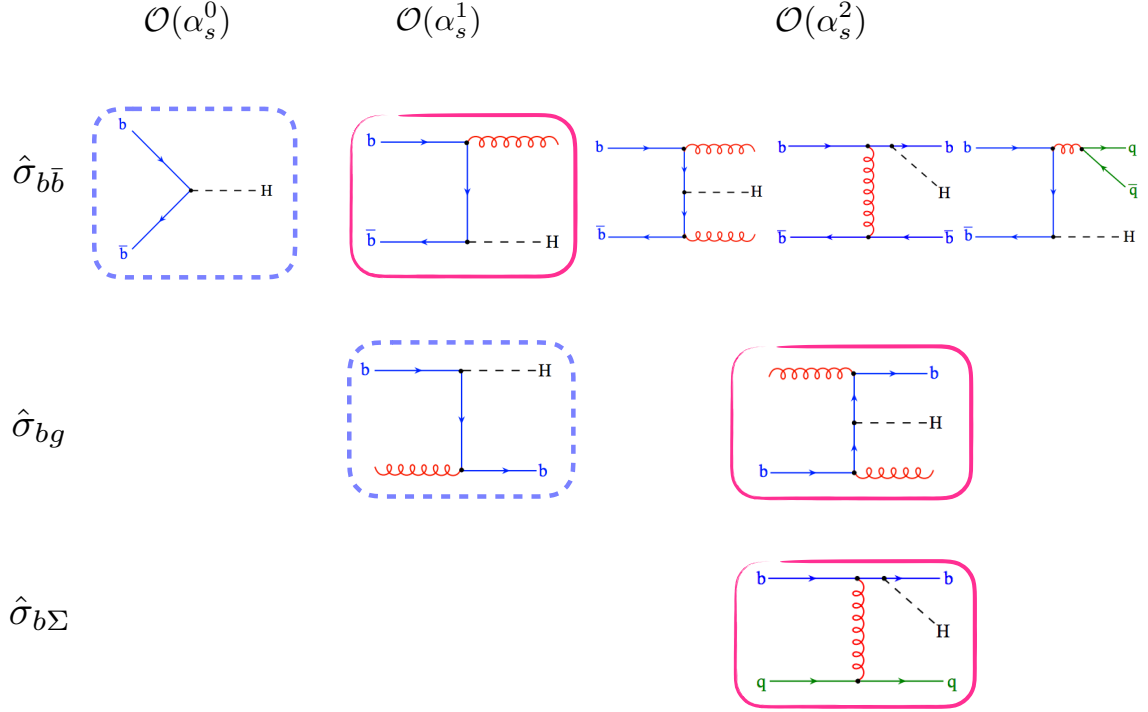 𝒪(α_s^0) 𝒪(α_s^1) 𝒪(α_s^2)
σ̂_{bb̄}
b H b̄
b b̄ H
b b̄ H
b b̄ H b b̄
b b̄ q q̄ H
σ̂_{bg}
b H b
b b H
σ̂_{bΣ}
b b H
q q